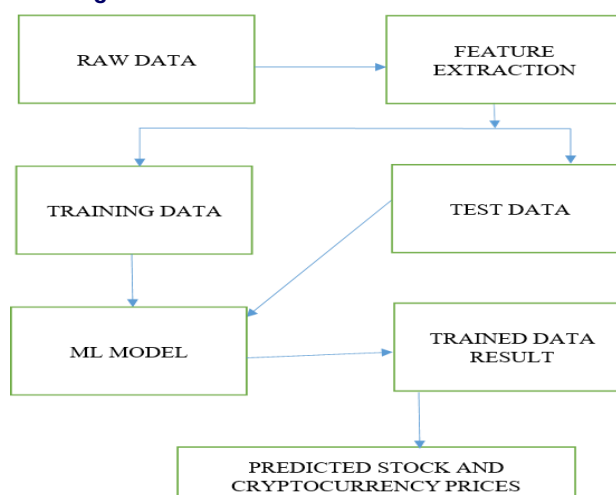 RAW DATA
FEATURE
EXTRACTION
TRAINING DATA
TEST DATA
ML MODEL
TRAINED DATA
RESULT
PREDICTED STOCK AND
CRYPTOCURRENCY PRICES